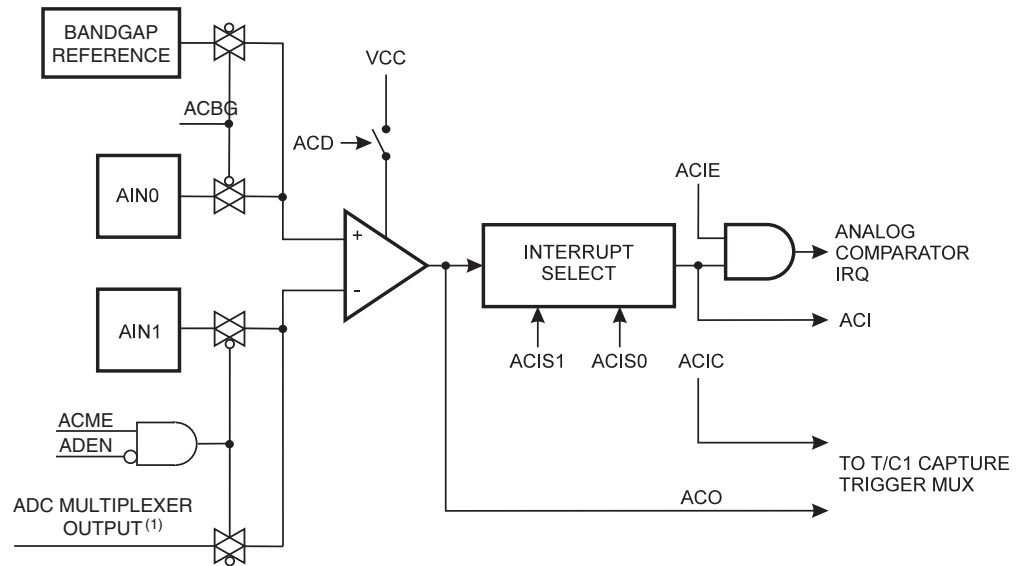 BANDGAP
REFERENCE
ACBG
VCC
ACD
AIN0
ACIE
+
-
INTERRUPT
SELECT
ANALOG
COMPARATOR
IRQ
ACI
AIN1
ACIS1
ACIS0
ACIC
ACME
ADEN
TO T/C1 CAPTURE
TRIGGER MUX
ACO
ADC MULTIPLEXER
OUTPUT (1)